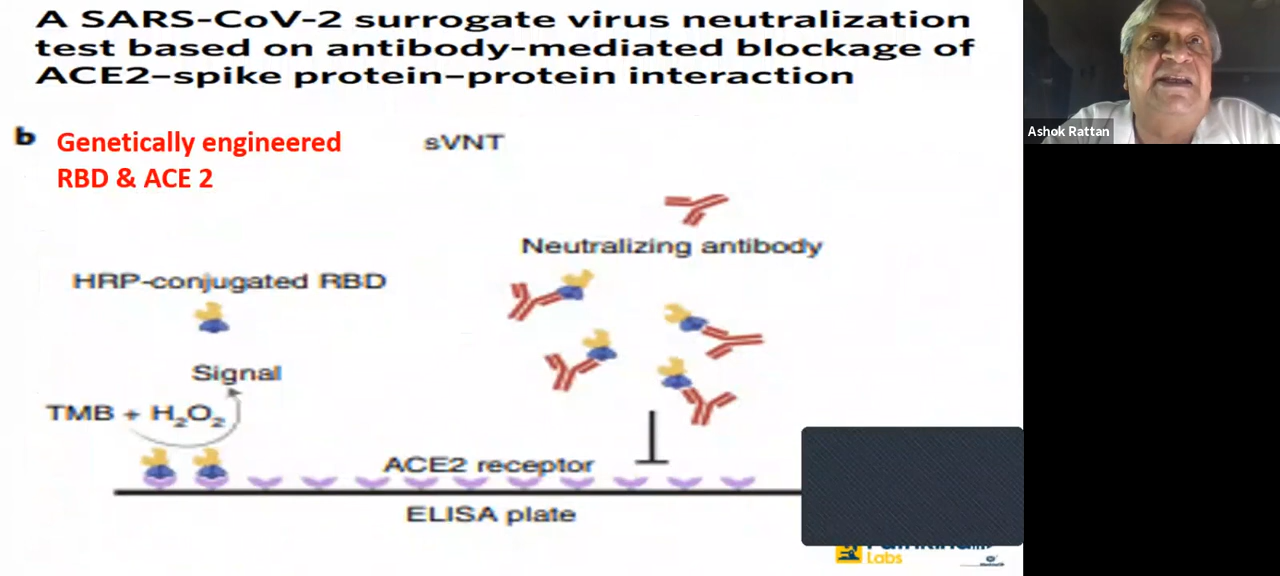 A SARS-CoV-2 surrogate virus neutralization
test based on antibody-mediated blockage of
ACE2–spike protein–protein interaction
b
Genetically engineered
RBD & ACE 2
sVNT
Neutralizing antibody
HRP-conjugated RBD
Signal
TMB + H₂O₂
ACE2 receptor
ELISA plate
Labs
Ashok Rattan